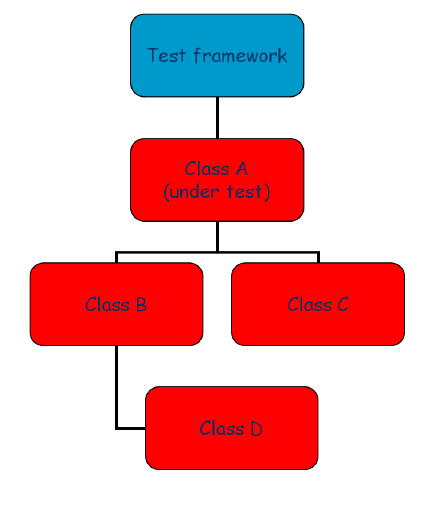 Test framework
Class A
(under test)
Class B
Class C
Class D